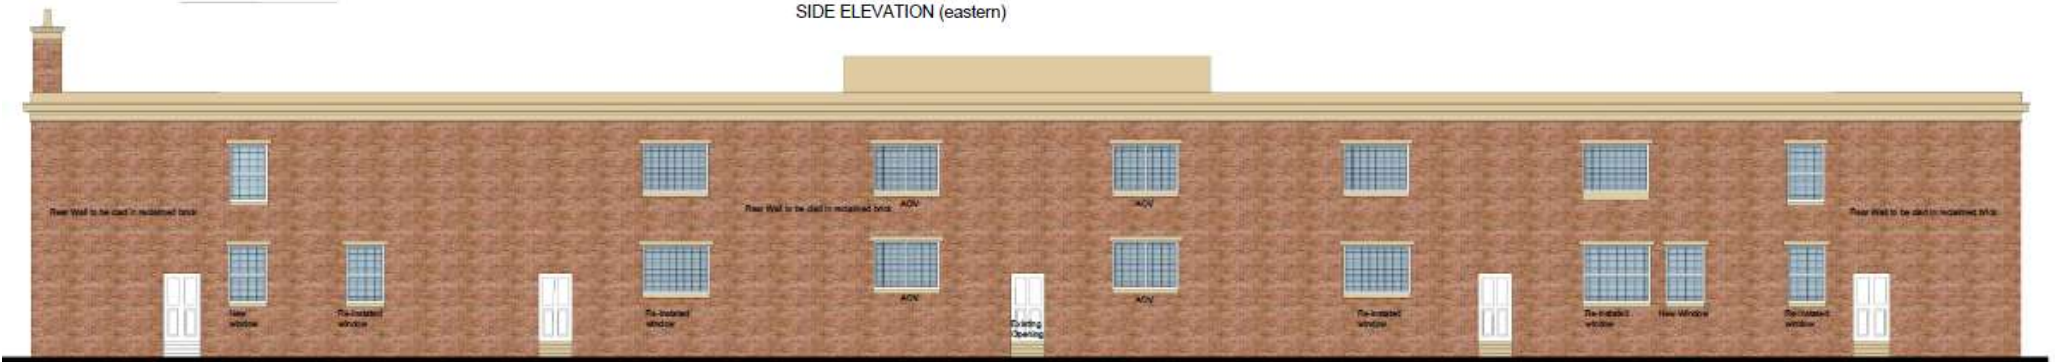 SIDE ELEVATION (eastern)
Rear Wall to be clad in reclaimed brick
Rear Wall to be clad in reclaimed brick
AOV
AOV
Rear Wall to be clad in reclaimed brick
New
window
Re-instated
window
Re-instated
window
AOV
Existing
Opening
AOV
Re-instated
window
Re-instated
window
New Window
Re-instated
window